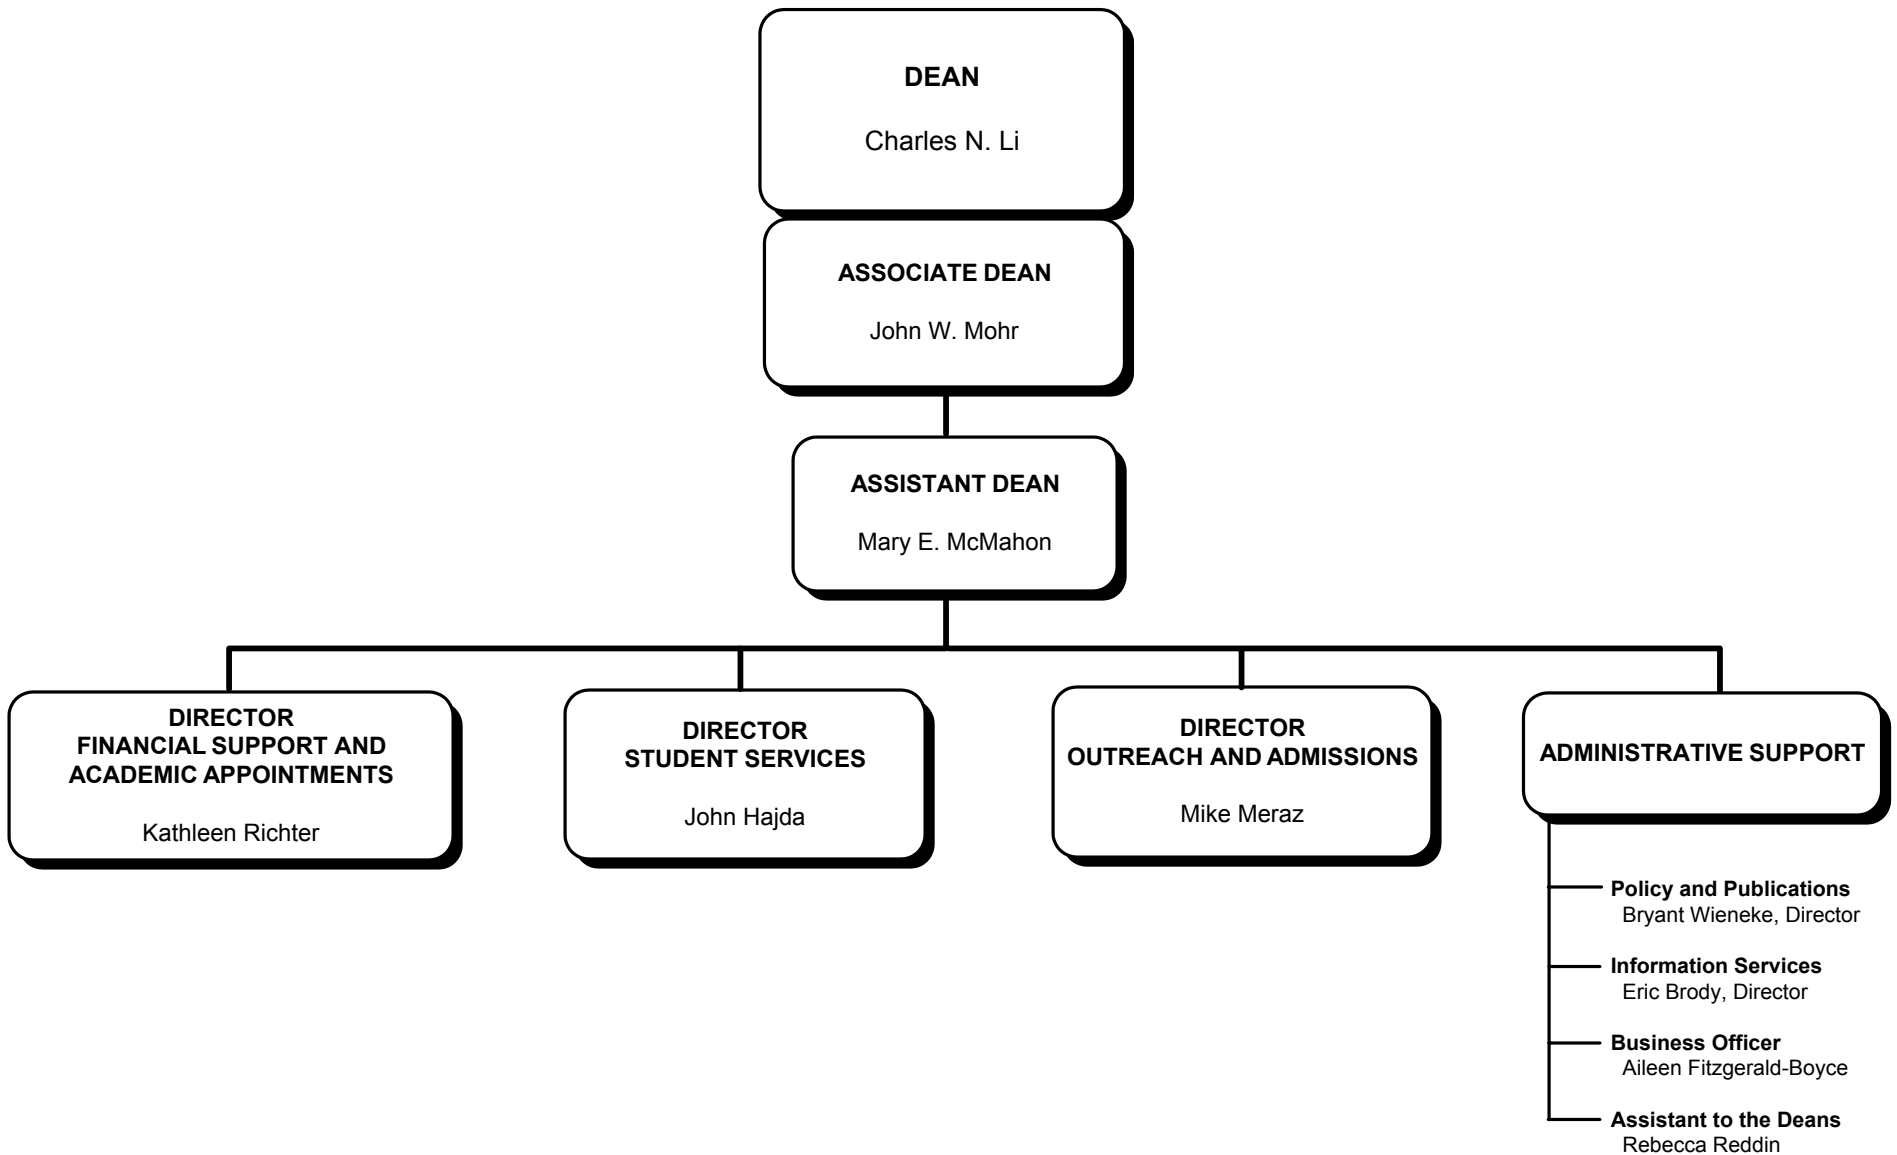 DEAN
Charles N. Li
ASSOCIATE DEAN
John W. Mohr
ASSISTANT DEAN
Mary E. McMahon
DIRECTOR
FINANCIAL SUPPORT AND
ACADEMIC APPOINTMENTS
Kathleen Richter
DIRECTOR
STUDENT SERVICES
John Hajda
DIRECTOR
OUTREACH AND ADMISSIONS
Mike Meraz
ADMINISTRATIVE SUPPORT
Policy and Publications
Bryant Wieneke, Director
Information Services
Eric Brody, Director
Business Officer
Aileen Fitzgerald-Boyce
Assistant to the Deans
Rebecca Reddin